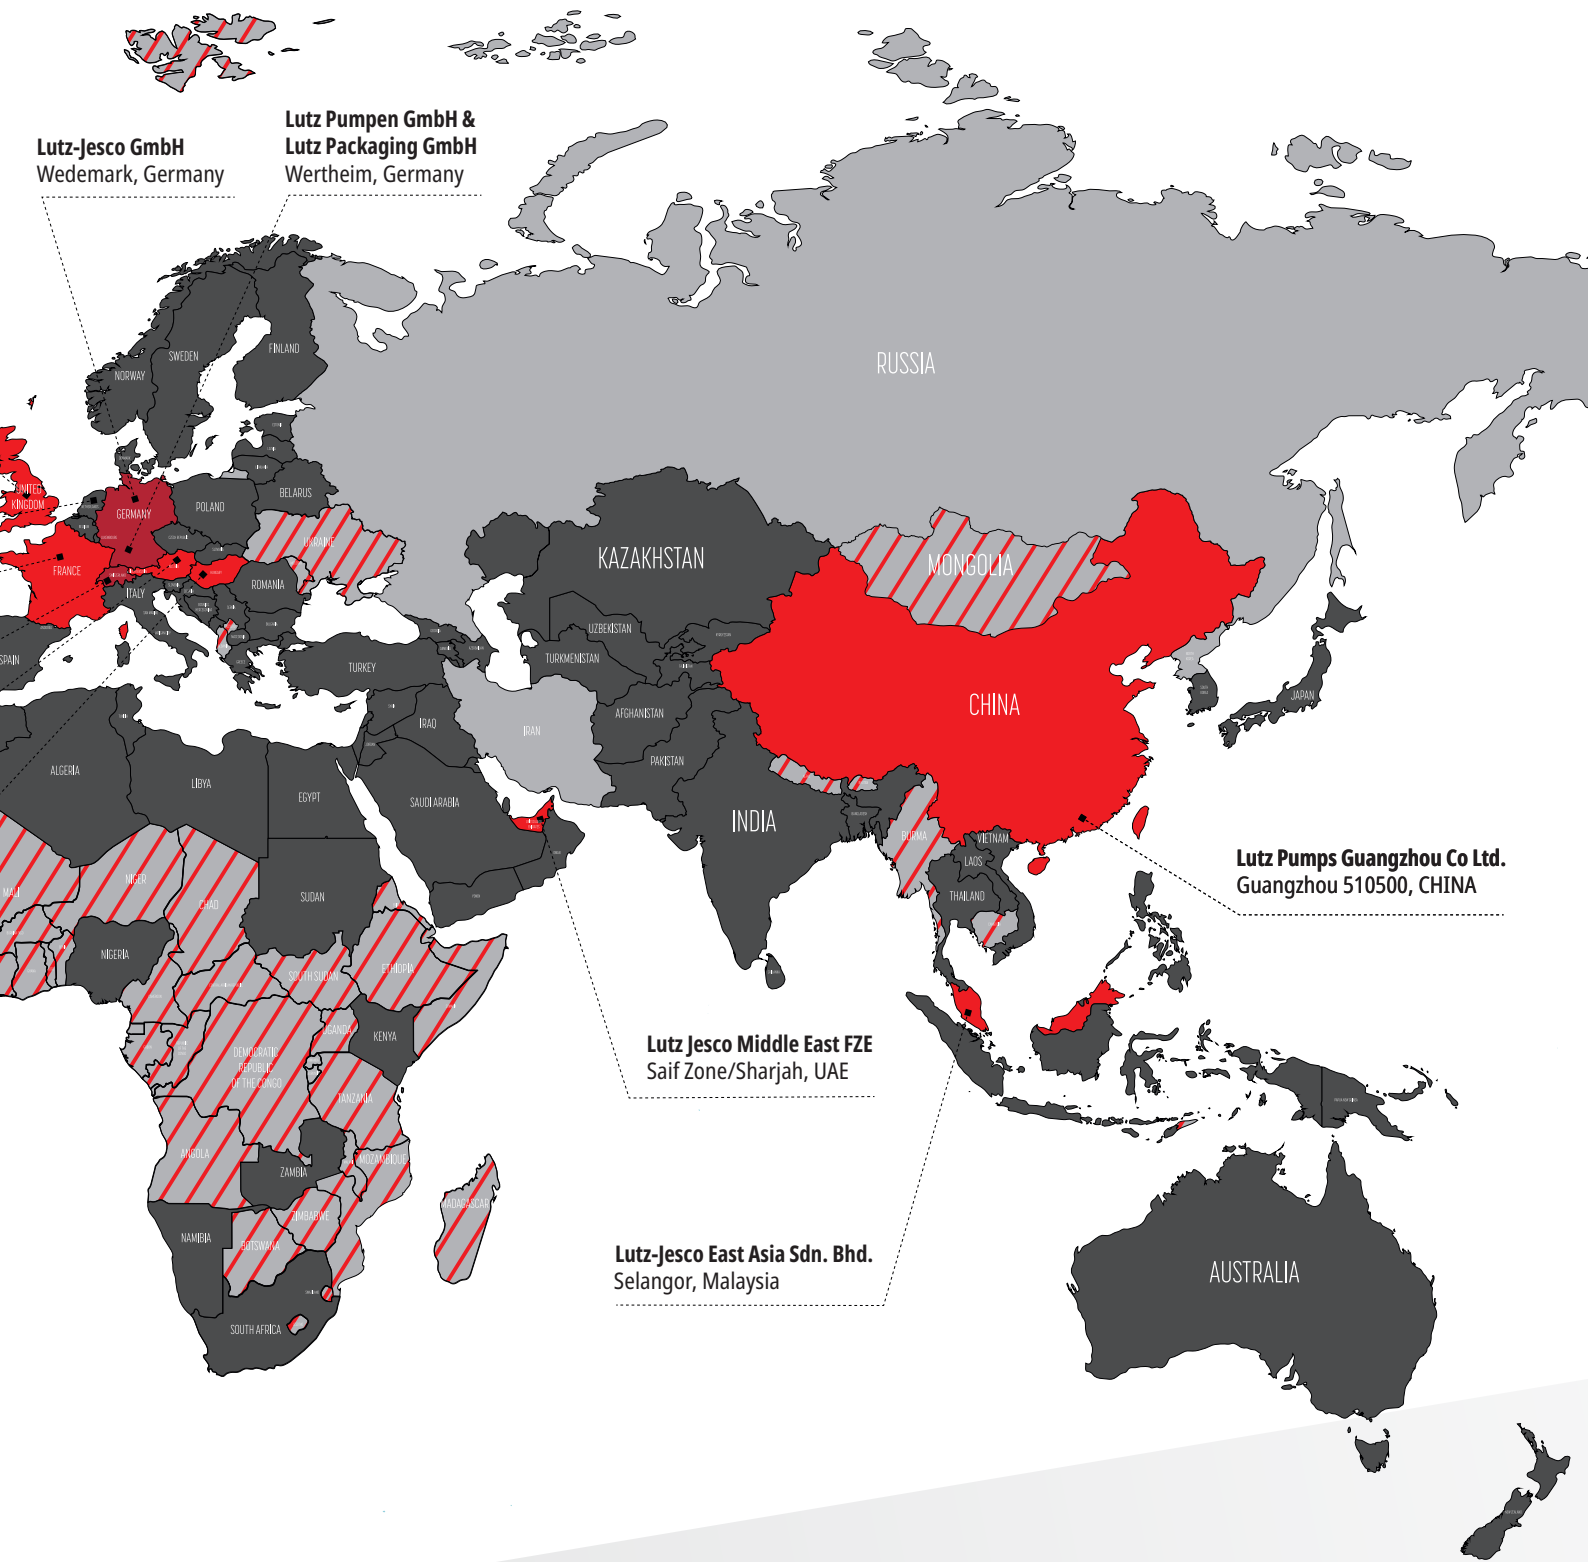 Lutz Pumpen GmbH &
Lutz Packaging GmbH
Wertheim, Germany
Lutz-Jesco GmbH
Wedemark, Germany
RUSSIA
FINLAND
SWEDEN
NORWAY
UNITED
KINGDOM
BELARUS
POLAND
GERMANY
UKRAINE
KAZAKHSTAN
MONGOLIA
FRANCE
ROMANIA
ITALY
UZBEKISTAN
TURKMENISTAN
SPAIN
TURKEY
CHINA
JAPAN
AFGHANISTAN
IRAQ
IRAN
PAKISTAN
ALGERIA
LIBYA
EGYPT
SAUDI ARABIA
INDIA
BURMA
VIETNAM
LAOS
THAILAND
Lutz Pumps Guangzhou Co Ltd.
Guangzhou 510500, CHINA
MALI
NIGER
CHAD
SUDAN
NIGERIA
SOUTH SUDAN
ETHIOPIA
UGANDA
KENYA
DEMOCRATIC
REPUBLIC
OF THE CONGO
TANZANIA
Lutz Jesco Middle East FZE
Saif Zone/Sharjah, UAE
ANGOLA
ZAMBIA
MOZAMBIQUE
MADAGASCAR
ZIMBABWE
NAMIBIA
BOTSWANA
Lutz-Jesco East Asia Sdn. Bhd.
Selangor, Malaysia
AUSTRALIA
SOUTH AFRICA